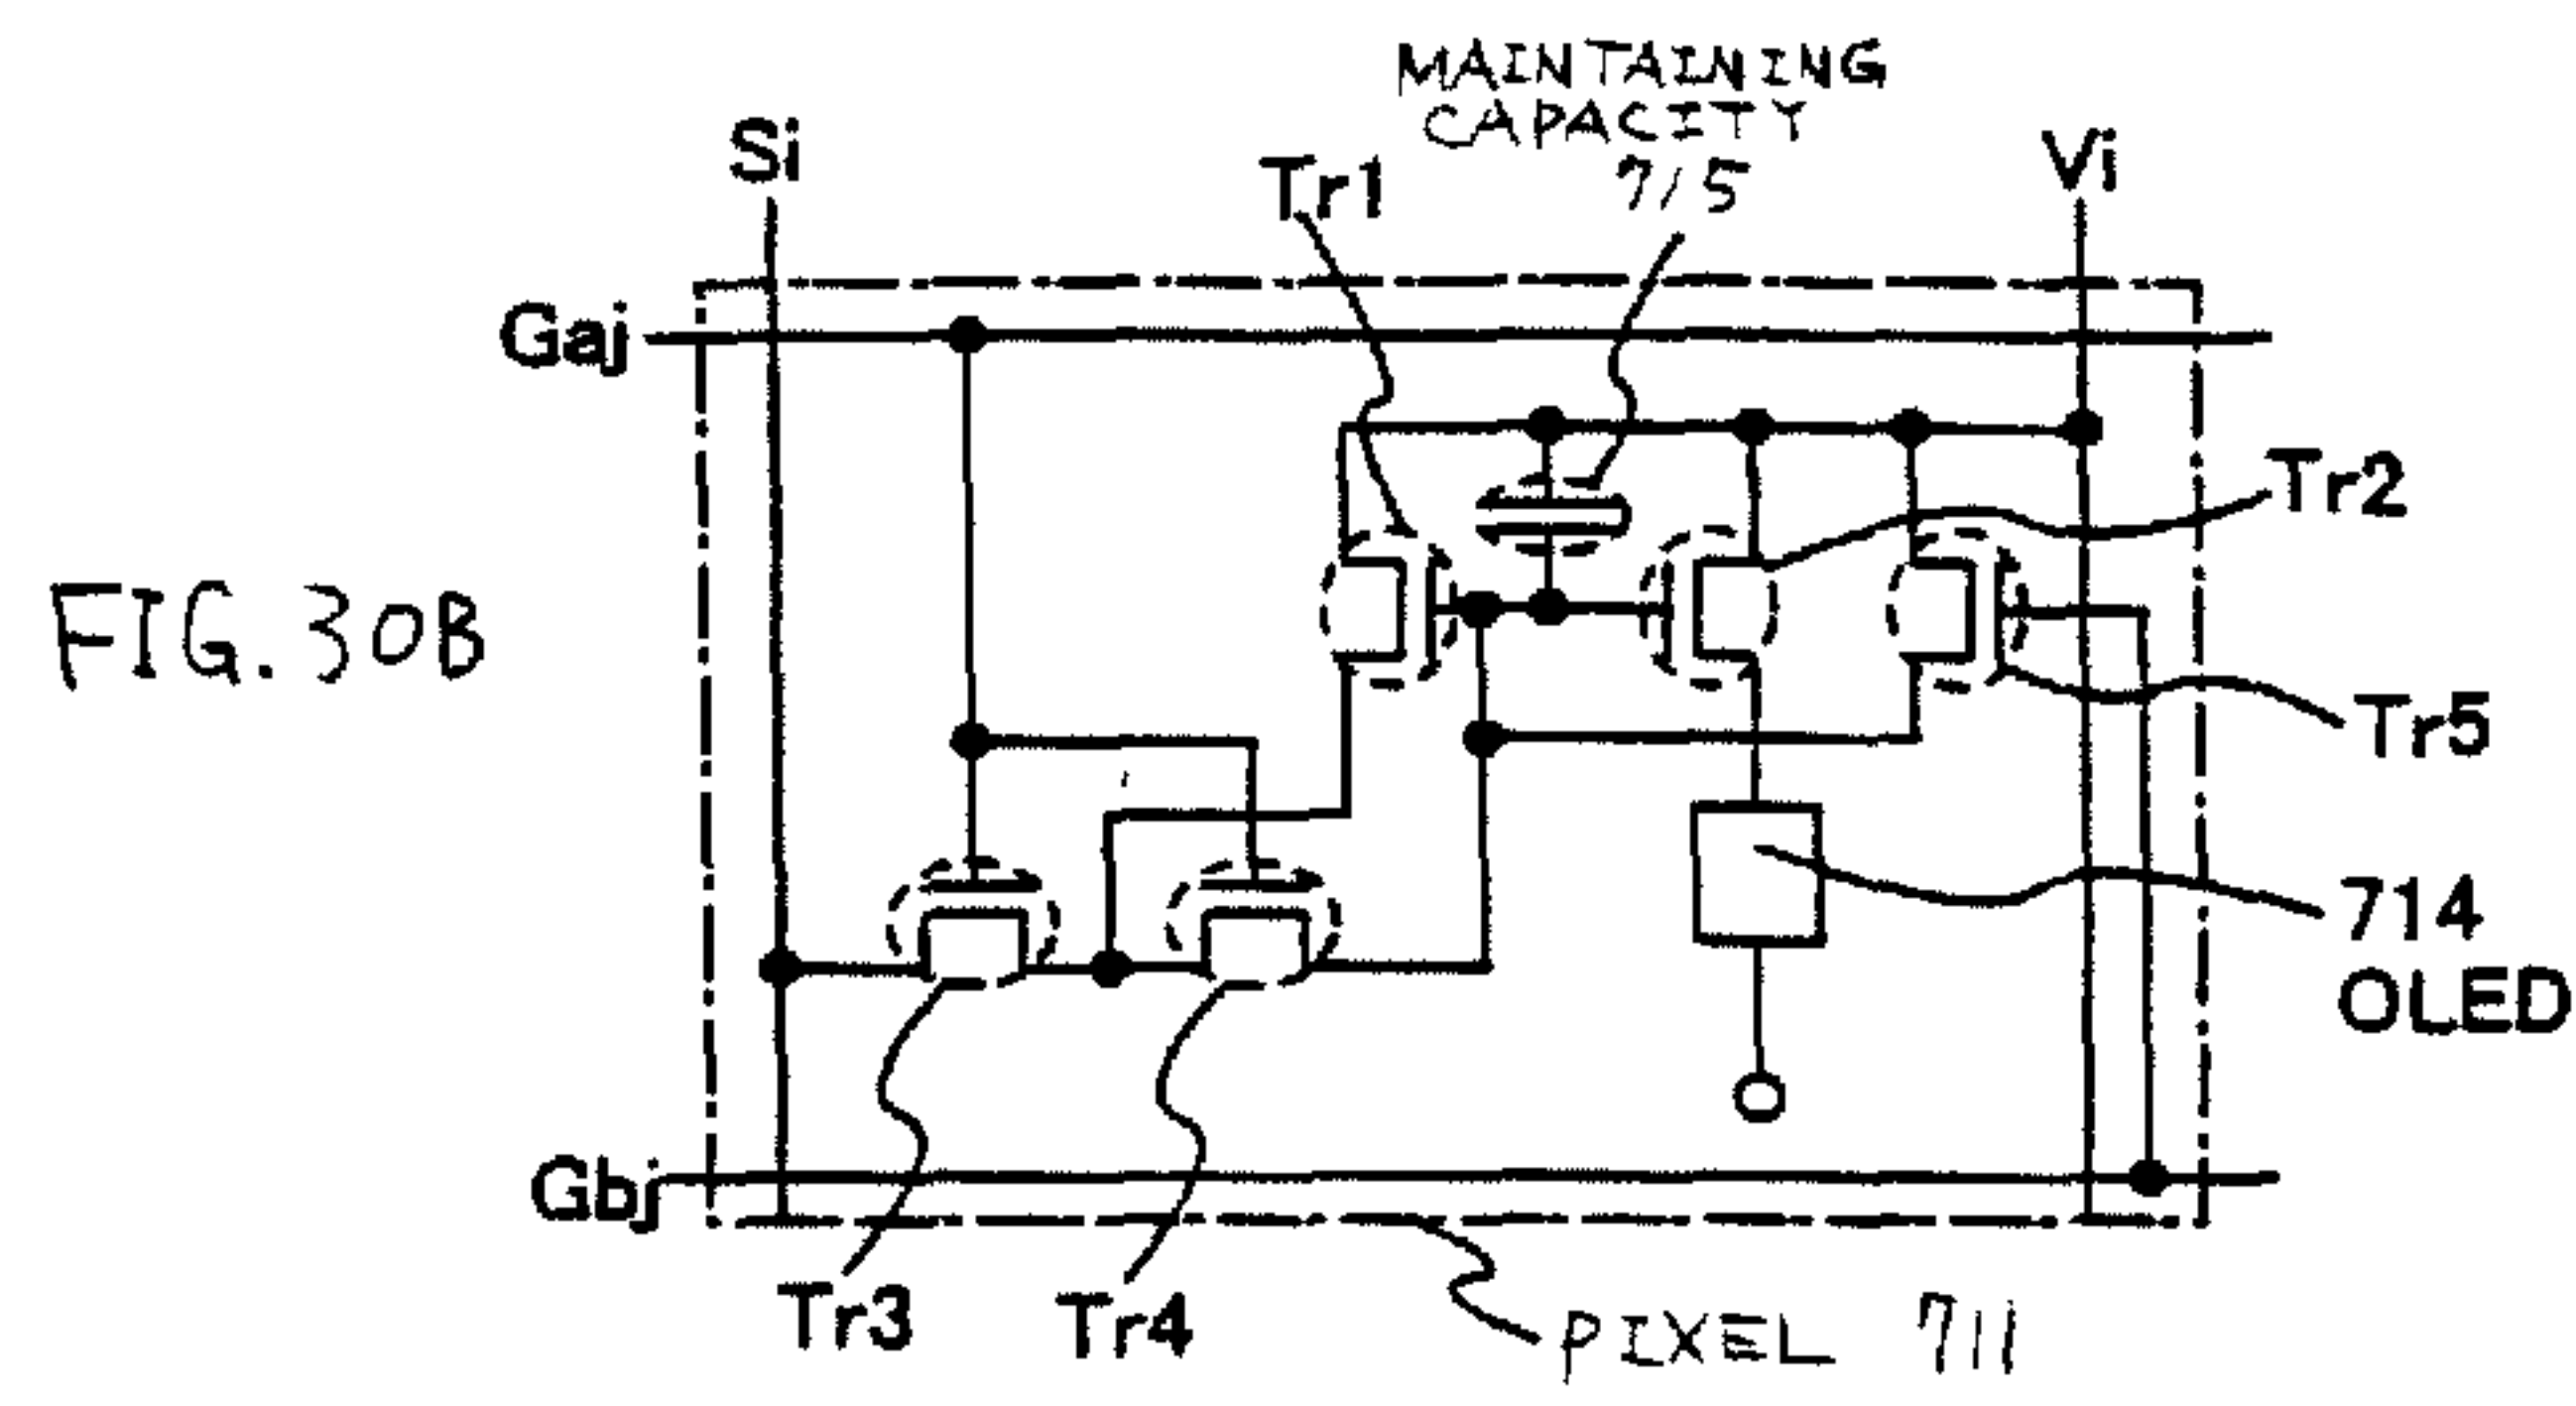 MAINTAINING
CAPACITY
715
Si
Tr1
Vi
Gaj
Tr2
FIG. 30B
Tr5
714
OLED
Gbj
Tr3
Tr4
PIXEL 711